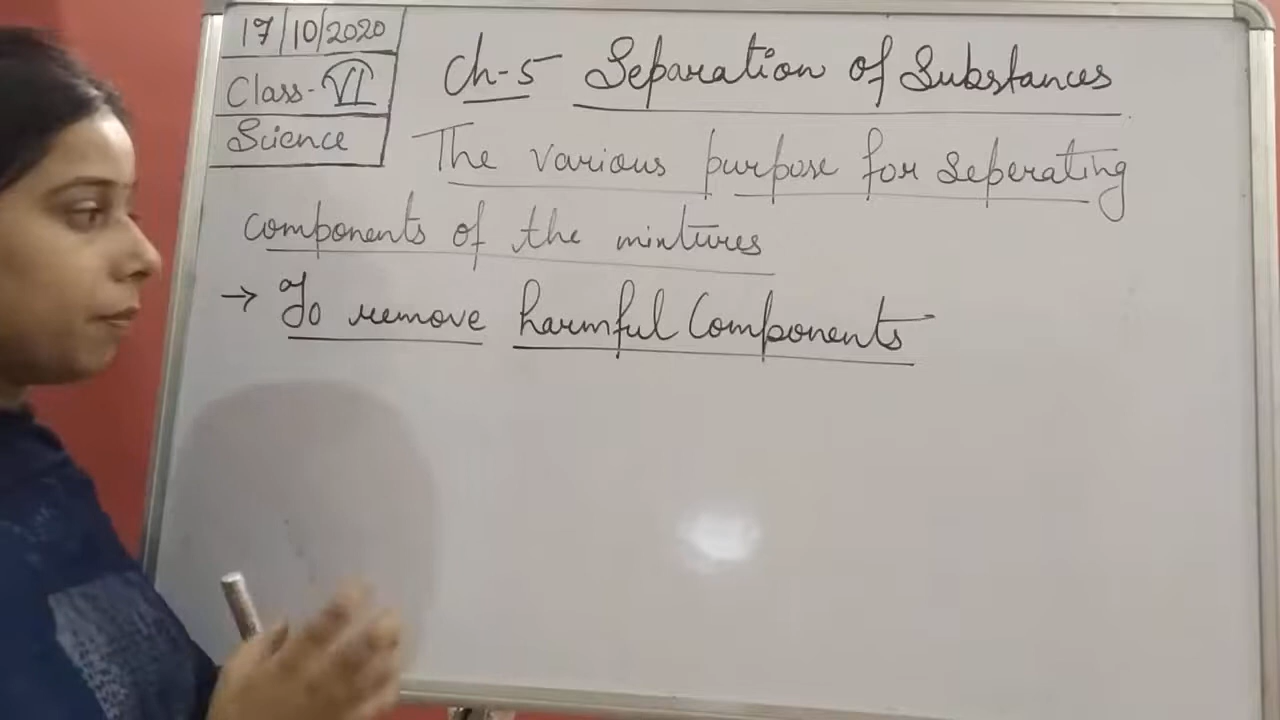 17/10/2020
Class-VI
Science
Ch-5 Separation of Substances
The various purpose for seperating
components of the mixtures
→ To remove harmful Components